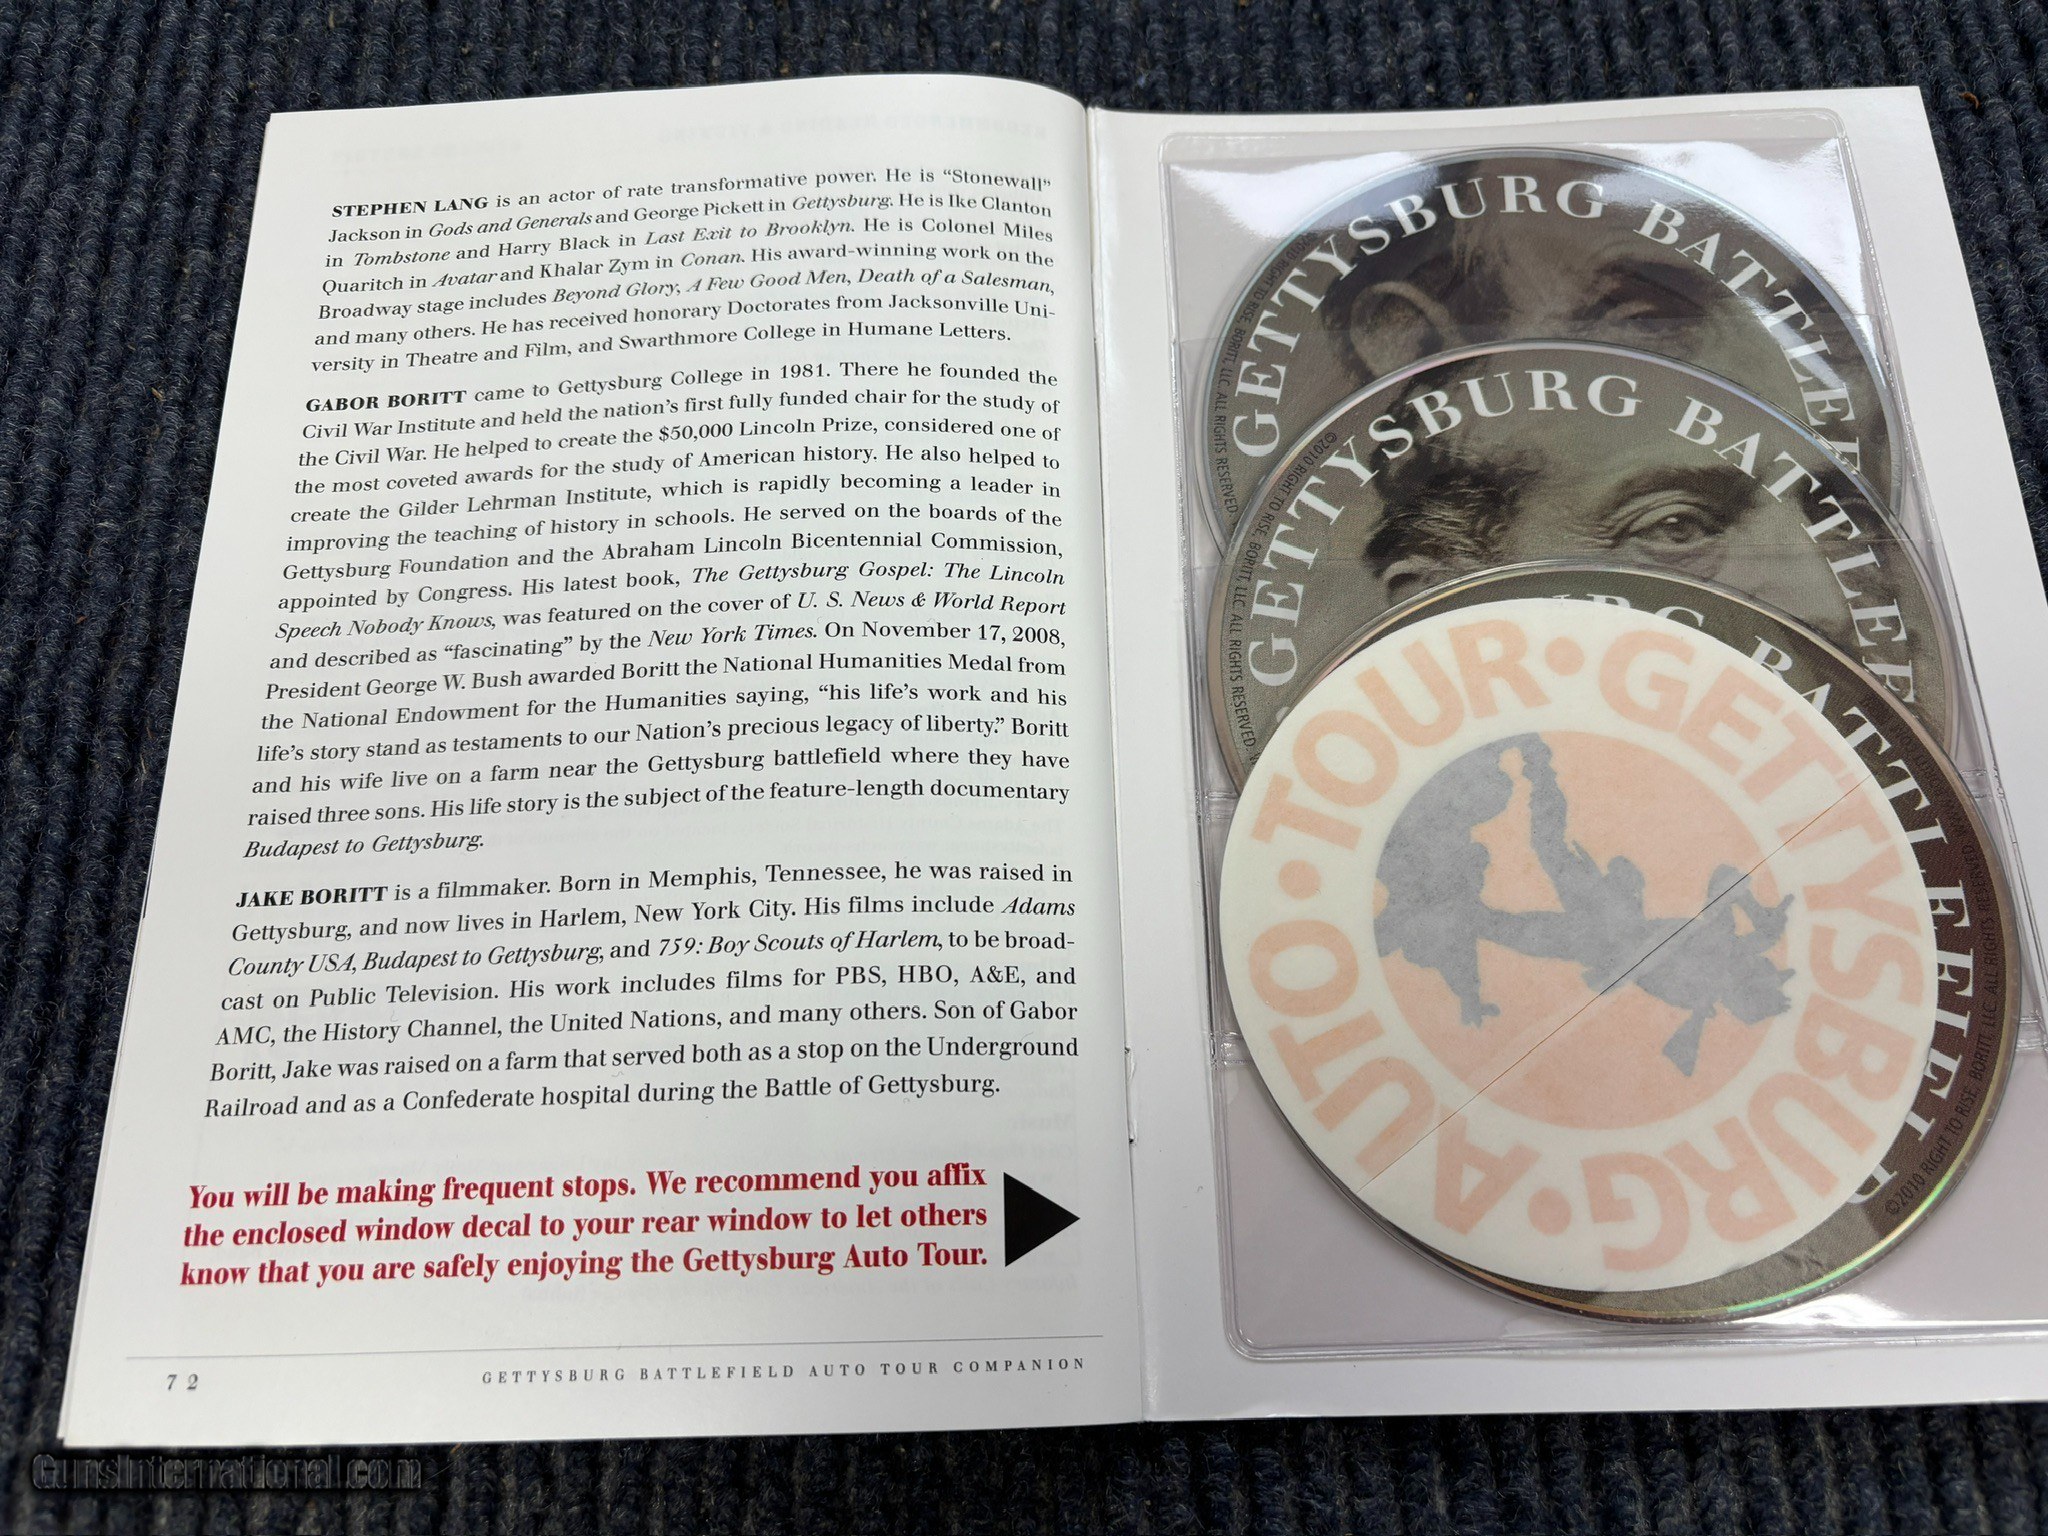 STEPHEN LANG is an actor of rate transformative power. He is “Stonewall”
Jackson in Gods and Generals and George Pickett in Gettysburg. He is Ike Clanton
in Tombstone and Harry Black in Last Exit to Brooklyn. He is Colonel Miles
Quaritch in Avatar and Khalar Zym in Conan. His award-winning work on the
Broadway stage includes Beyond Glory, A Few Good Men, Death of a Salesman,
and many others. He has received honorary Doctorates from Jacksonville Uni-
versity in Theatre and Film, and Swarthmore College in Humane Letters.
GABOR BORITT came to Gettysburg College in 1981. There he founded the
Civil War Institute and held the nation’s first fully funded chair for the study of
the Civil War. He helped to create the $50,000 Lincoln Prize, considered one of
the most coveted awards for the study of American history. He also helped to
create the Gilder Lehrman Institute, which is rapidly becoming a leader in
improving the teaching of history in schools. He served on the boards of the
Gettysburg Foundation and the Abraham Lincoln Bicentennial Commission,
appointed by Congress. His latest book, The Gettysburg Gospel: The Lincoln
Speech Nobody Knows, was featured on the cover of U. S. News & World Report
and described as “fascinating” by the New York Times. On November 17, 2008,
President George W. Bush awarded Boritt the National Humanities Medal from
the National Endowment for the Humanities saying, “his life’s work and his
life’s story stand as testaments to our Nation’s precious legacy of liberty.” Boritt
and his wife live on a farm near the Gettysburg battlefield where they have
raised three sons. His life story is the subject of the feature-length documentary
Budapest to Gettysburg.
JAKE BORITT is a filmmaker. Born in Memphis, Tennessee, he was raised in
Gettysburg, and now lives in Harlem, New York City. His films include Adams
County USA, Budapest to Gettysburg, and 759: Boy Scouts of Harlem, to be broad-
cast on Public Television. His work includes films for PBS, HBO, A&E, and
AMC, the History Channel, the United Nations, and many others. Son of Gabor
Boritt, Jake was raised on a farm that served both as a stop on the Underground
Railroad and as a Confederate hospital during the Battle of Gettysburg.
You will be making frequent stops. We recommend you affix
the enclosed window decal to your rear window to let others
know that you are safely enjoying the Gettysburg Auto Tour.
72
GETTYSBURG BATTLEFIELD AUTO TOUR COMPANION
GETTYSBURG BATTLE
RIGHT TO RISE, BORITT, LLC. ALL RIGHTS RESERVED.
GETTYSBURG BATTLEF
©2010 RIGHT TO RISE, BORITT, LLC. ALL RIGHTS RESERVED.
BATTLEFIEL
©2010 RIGHT TO RISE, BORITT, LLC. ALL RIGHTS RESERVED.
AUTO • TOUR • GETTYSBURG •
GunsInternational.com